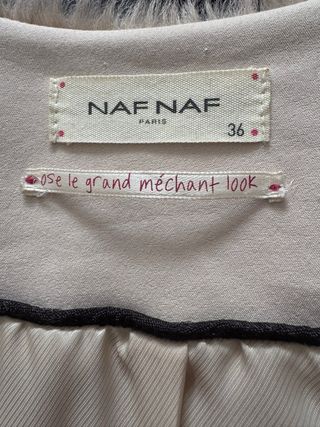 NAF NAF
PARIS
36
ose le grand méchant look